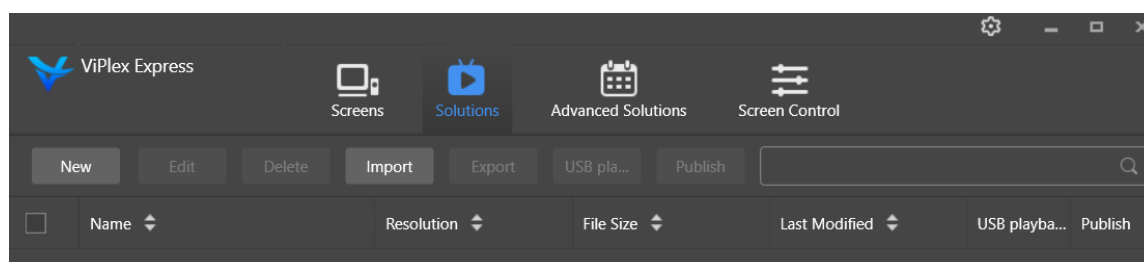 ViPlex Express
Screens Solutions Advanced Solutions Screen Control
New Edit Delete Import Export USB pla... Publish
Name Resolution File Size Last Modified USB playba... Publish